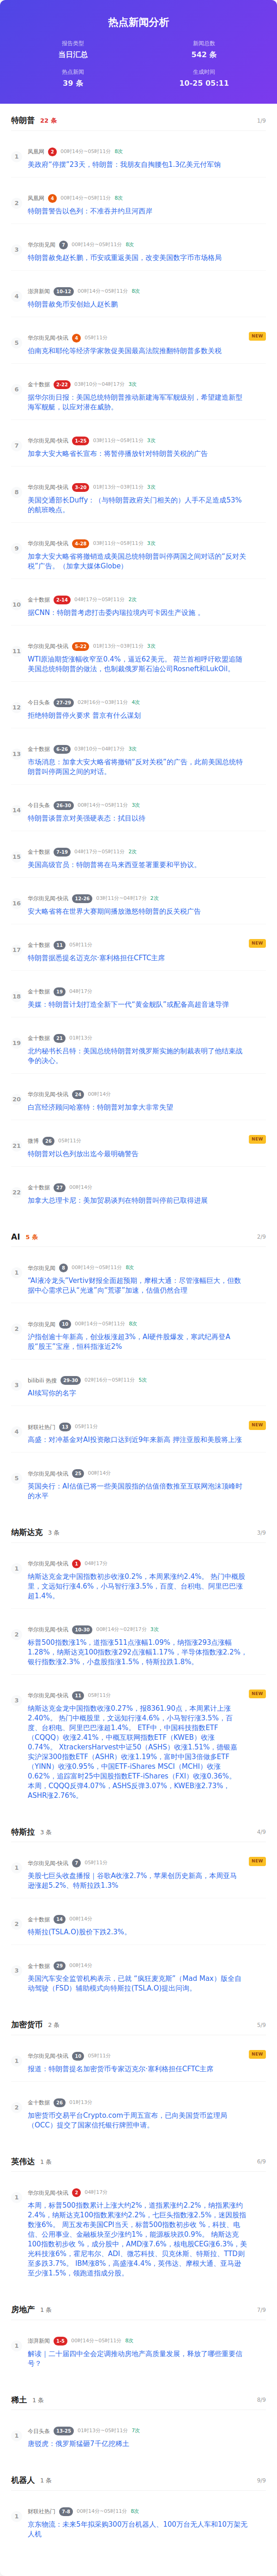 热点新闻分析
报告类型
当日汇总
新闻总数
542 条
热点新闻
39 条
生成时间
10-25 05:11
特朗普 22 条 1/9
1
凤凰网 2 00时14分~05时11分 8次
美政府“停摆”23天，特朗普：我朋友自掏腰包1.3亿美元付军饷
2
凤凰网 4 00时14分~05时11分 8次
特朗普警告以色列：不准吞并约旦河西岸
3
华尔街见闻 7 00时14分~05时11分 8次
特朗普赦免赵长鹏，币安或重返美国，改变美国数字货币市场格局
4
澎湃新闻 10-12 00时14分~05时11分 8次
特朗普赦免币安创始人赵长鹏
5
华尔街见闻-快讯 4 05时11分 NEW
伯南克和耶伦等经济学家敦促美国最高法院推翻特朗普多数关税
6
金十数据 2-22 03时10分~04时17分 3次
据华尔街日报：美国总统特朗普推动新建海军军舰级别，希望建造新型
海军舰艇，以应对潜在威胁。
7
华尔街见闻-快讯 1-25 03时11分~05时11分 3次
加拿大安大略省长宣布：将暂停播放针对特朗普关税的广告
8
华尔街见闻-快讯 3-20 01时13分~03时11分 3次
美国交通部长Duffy：（与特朗普政府关门相关的）人手不足造成53%
的航班晚点。
9
华尔街见闻-快讯 4-28 03时11分~05时11分 3次
加拿大安大略省将撤销造成美国总统特朗普叫停两国之间对话的“反对关
税”广告。（加拿大媒体Globe）
10
金十数据 2-14 04时17分~05时11分 2次
据CNN：特朗普考虑打击委内瑞拉境内可卡因生产设施 。
11
华尔街见闻-快讯 5-22 01时13分~03时11分 3次
WTI原油期货涨幅收窄至0.4%，逼近62美元。 荷兰首相呼吁欧盟追随
美国总统特朗普的做法，也制裁俄罗斯石油公司Rosneft和LukOil。
12
今日头条 27-29 02时16分~03时11分 4次
拒绝特朗普停火要求 普京有什么谋划
13
金十数据 6-26 03时10分~04时17分 3次
市场消息：加拿大安大略省将撤销“反对关税”的广告，此前美国总统特
朗普叫停两国之间的对话。
14
今日头条 26-30 00时14分~05时11分 3次
特朗普谈普京对美强硬表态：拭目以待
15
金十数据 7-19 04时17分~05时11分 2次
美国高级官员：特朗普将在马来西亚签署重要和平协议。
16
华尔街见闻-快讯 12-26 03时11分~04时17分 2次
安大略省将在世界大赛期间播放激怒特朗普的反关税广告
17
金十数据 11 05时11分 NEW
特朗普据悉提名迈克尔·塞利格担任CFTC主席
18
金十数据 19 04时17分
美媒：特朗普计划打造全新下一代“黄金舰队”或配备高超音速导弹
19
金十数据 21 01时13分
北约秘书长吕特：美国总统特朗普对俄罗斯实施的制裁表明了他结束战
争的决心。
20
华尔街见闻-快讯 24 00时14分
白宫经济顾问哈塞特：特朗普对加拿大非常失望
21
微博 26 05时11分 NEW
特朗普对以色列放出迄今最明确警告
22
金十数据 27 00时14分
加拿大总理卡尼：美加贸易谈判在特朗普叫停前已取得进展
AI 5 条 2/9
1
华尔街见闻 8 00时14分~05时11分 8次
“AI液冷龙头”Vertiv财报全面超预期，摩根大通：尽管涨幅巨大，但数
据中心需求已从“光速”向“荒谬”加速，估值仍然合理
2
华尔街见闻 10 00时14分~05时11分 8次
沪指创逾十年新高，创业板涨超3%，AI硬件股爆发，寒武纪再登A
股“股王”宝座，恒科指涨近2%
3
bilibili 热搜 29-30 02时16分~05时11分 5次
AI续写你的名字
4
财联社热门 13 05时11分 NEW
高盛：对冲基金对AI投资敞口达到近9年来新高 押注亚股和美股将上涨
5
华尔街见闻-快讯 25 00时14分
英国央行：AI估值已将一些美国股指的估值倍数推至互联网泡沫顶峰时
的水平
纳斯达克 3 条 3/9
1
华尔街见闻-快讯 1 04时17分
纳斯达克金龙中国指数初步收涨0.2%，本周累涨约2.4%。 热门中概股
里，文远知行涨4.6%，小马智行涨3.5%，百度、台积电、阿里巴巴涨
超1.4%。
2
华尔街见闻-快讯 10-30 00时14分~02时17分 3次
标普500指数涨1%，道指涨511点涨幅1.09%，纳指涨293点涨幅
1.28%，纳斯达克100指数涨292点涨幅1.17%，半导体指数涨2.2%，
银行指数涨2.3%，小盘股指涨1.5%，特斯拉跌1.8%。
3
华尔街见闻-快讯 11 05时11分 NEW
纳斯达克金龙中国指数收涨0.27%，报8361.90点，本周累计上涨
2.40%。 热门中概股里，文远知行涨4.6%，小马智行涨3.5%，百
度、台积电、阿里巴巴涨超1.4%。 ETF中，中国科技指数ETF
（CQQQ）收涨2.41%，中概互联网指数ETF（KWEB）收涨
0.74%。 XtrackersHarvest中证50（ASHS）收涨1.51%，德银嘉
实沪深300指数ETF（ASHR）收涨1.19%，富时中国3倍做多ETF
（YINN）收涨0.95%，中国ETF-iShares MSCI（MCHI）收涨
0.62%，追踪富时25中国股指数ETF-iShares（FXI）收涨0.36%。
本周，CQQQ反弹4.07%，ASHS反弹3.07%，KWEB涨2.73%，
ASHR涨2.76%。
特斯拉 3 条 4/9
1
华尔街见闻-快讯 7 05时11分 NEW
美股七巨头收盘播报｜谷歌A收涨2.7%，苹果创历史新高，本周亚马
逊涨超5.2%、特斯拉跌1.3%
2
金十数据 14 00时14分
特斯拉(TSLA.O)股价下跌2.3%。
3
金十数据 29 00时14分
美国汽车安全监管机构表示，已就 “疯狂麦克斯”（Mad Max）版全自
动驾驶（FSD）辅助模式向特斯拉(TSLA.O)提出问询。
加密货币 2 条 5/9
1
华尔街见闻-快讯 10 05时11分 NEW
报道：特朗普提名加密货币专家迈克尔·塞利格担任CFTC主席
2
金十数据 26 01时13分
加密货币交易平台Crypto.com于周五宣布，已向美国货币监理局
（OCC）提交了国家信托银行牌照申请。
英伟达 1 条 6/9
1
华尔街见闻-快讯 2 04时17分
本周，标普500指数累计上涨大约2%，道指累涨约2.2%，纳指累涨约
2.4%，纳斯达克100指数累涨约2.2%，七巨头指数涨2.5%，迷因股指
数涨6%。 周五发布美国CPI当天，标普500指数初步收 %，科技、电
信、公用事业、金融板块至少涨约1%，能源板块跌0.9%。 纳斯达克
100指数初步收 %，成分股中，AMD涨7.6%，核电股CEG涨6.3%，美
光科技涨6%，霍尼韦尔、ADI、微芯科技、贝克休斯、特斯拉、TTD则
至多跌3.7%。 IBM涨8%，高盛涨4.4%，英伟达、摩根大通、亚马逊
至少涨1.5%，领跑道指成分股。
房地产 1 条 7/9
1
澎湃新闻 1-5 00时14分~05时11分 8次
解读｜二十届四中全会定调推动房地产高质量发展，释放了哪些重要信
号？
稀土 1 条 8/9
1
今日头条 13-25 01时13分~05时11分 7次
唐驳虎：俄罗斯猛砸7千亿挖稀土
机器人 1 条 9/9
1
财联社热门 7-8 00时14分~05时11分 8次
京东物流：未来5年拟采购300万台机器人、100万台无人车和10万架无
人机